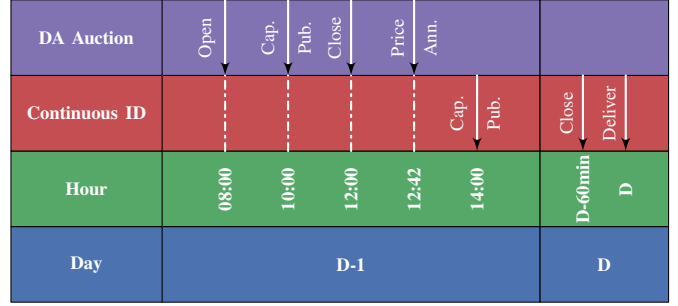 DA Auction
Open
Cap.
Pub.
Close
Price
Ann.
Continuous ID
Cap.
Pub.
Close
Deliver
Hour
08:00
10:00
12:00
12:42
14:00
D-60min
D
Day
D-1
D